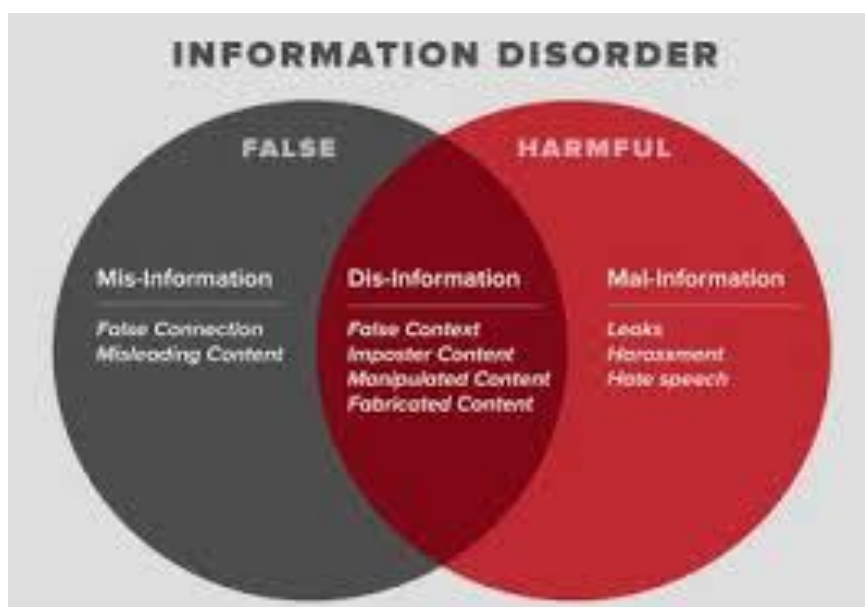 INFORMATION DISORDER
FALSE
HARMFUL
Mis-Information
False Connection
Misleading Content
Dis-Information
False Context
Imposter Content
Manipulated Content
Fabricated Content
Mal-Information
Leaks
Harassment
Hate speech